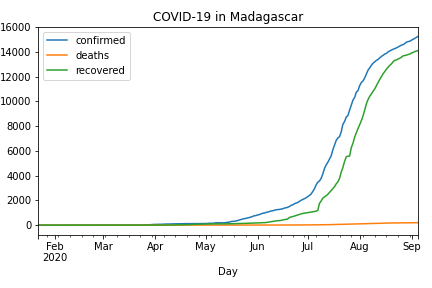 COVID-19 in Madagascar
confirmed
deaths
recovered
16000
14000
12000
10000
8000
6000
4000
2000
0
Feb Mar Apr May Jun Jul Aug Sep
2020
Day